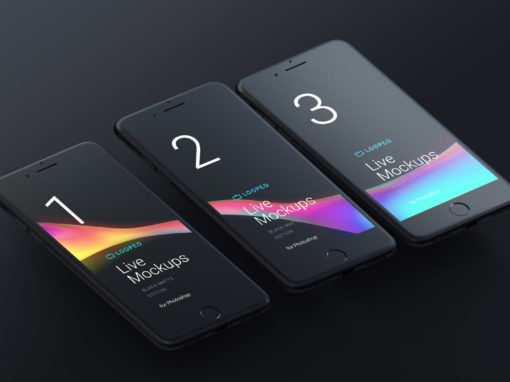 1
LOOPED
Live
Mockups
BLACK MATTE
EDITION
for Photoshop
2
LOOPED
Live
Mockups
BLACK MATTE
EDITION
for Photoshop
3
LOOPED
Live
Mockups
for Photoshop